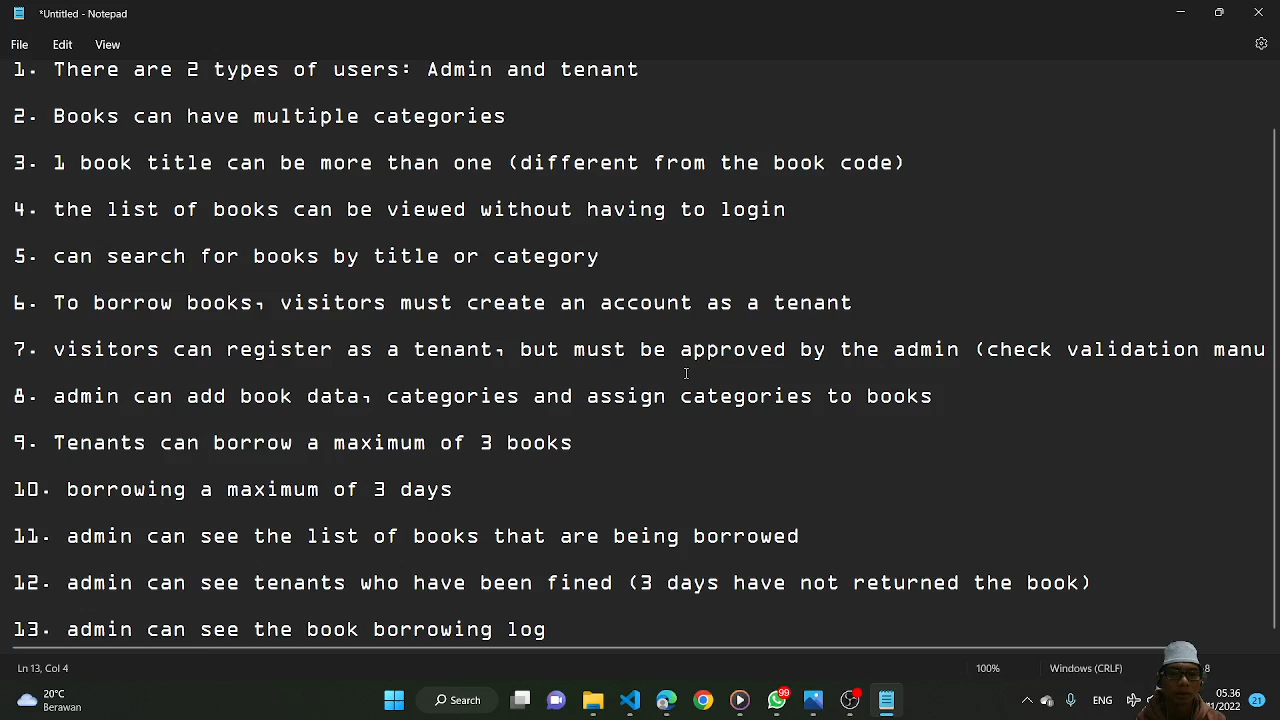 *Untitled - Notepad
File Edit View
1. There are 2 types of users: Admin and tenant
2. Books can have multiple categories
3. 1 book title can be more than one (different from the book code)
4. the list of books can be viewed without having to login
5. can search for books by title or category
6. To borrow books, visitors must create an account as a tenant
7. visitors can register as a tenant, but must be approved by the admin (check validation manu
8. admin can add book data, categories and assign categories to books
9. Tenants can borrow a maximum of 3 books
10. borrowing a maximum of 3 days
11. admin can see the list of books that are being borrowed
12. admin can see tenants who have been fined (3 days have not returned the book)
13. admin can see the book borrowing log
Ln 13, Col 4 100% Windows (CRLF) 8
20°C
Berawan
Search
99
ENG
05.36
/2022
21